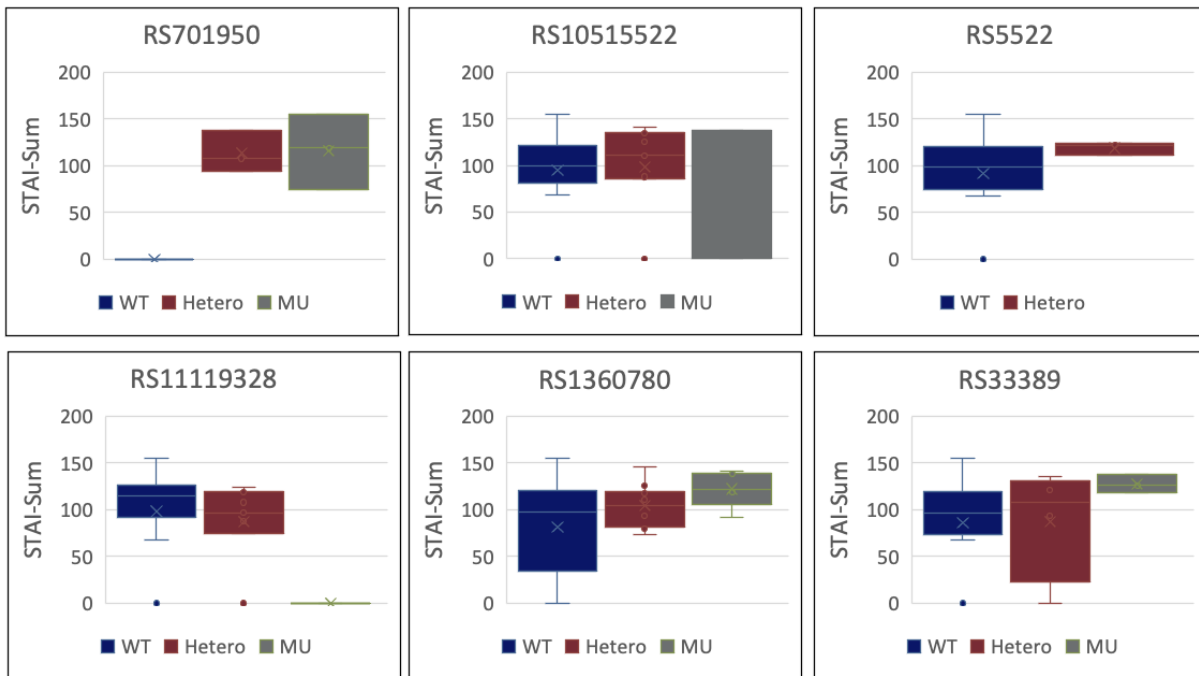 RS701950
200
150
100
50
0
STAI-Sum
WT Hetero MU
RS10515522
200
150
100
50
0
STAI-Sum
WT Hetero MU
RS5522
200
150
100
50
0
STAI-Sum
WT Hetero
RS11119328
200
150
100
50
0
STAI-Sum
WT Hetero MU
RS1360780
200
150
100
50
0
STAI-Sum
WT Hetero MU
RS33389
200
150
100
50
0
STAI-Sum
WT Hetero MU